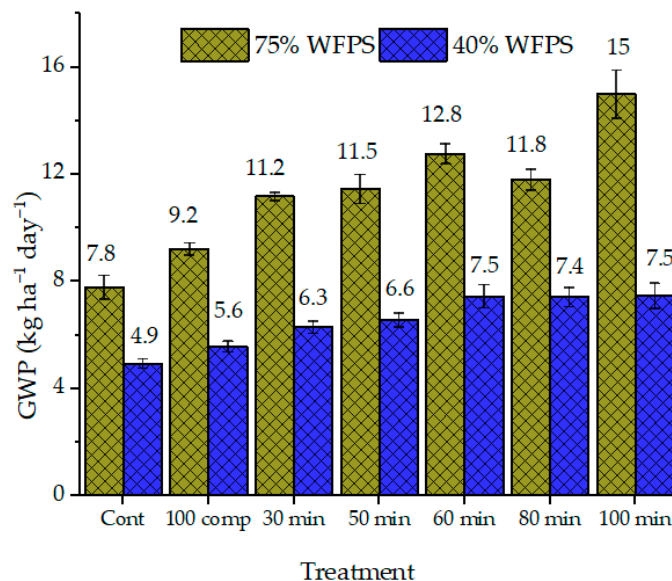 75% WFPS 40% WFPS
GWP (kg ha⁻¹ day⁻¹)
16
12
8
4
0
7.8 4.9 9.2 5.6 11.2 6.3 11.5 6.6 12.8 7.5 11.8 7.4 15 7.5
Cont 100 comp 30 min 50 min 60 min 80 min 100 min
Treatment